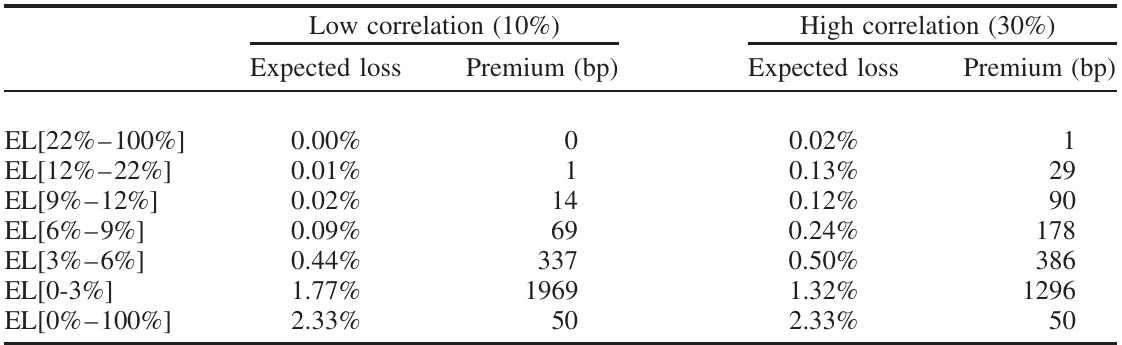 Low correlation (10%) High correlation (30%)
Expected loss Premium (bp) Expected loss Premium (bp)
EL[22%–100%] 0.00% 0 0.02% 1
EL[12%–22%] 0.01% 1 0.13% 29
EL[9%–12%] 0.02% 14 0.12% 90
EL[6%–9%] 0.09% 69 0.24% 178
EL[3%–6%] 0.44% 337 0.50% 386
EL[0-3%] 1.77% 1969 1.32% 1296
EL[0%–100%] 2.33% 50 2.33% 50